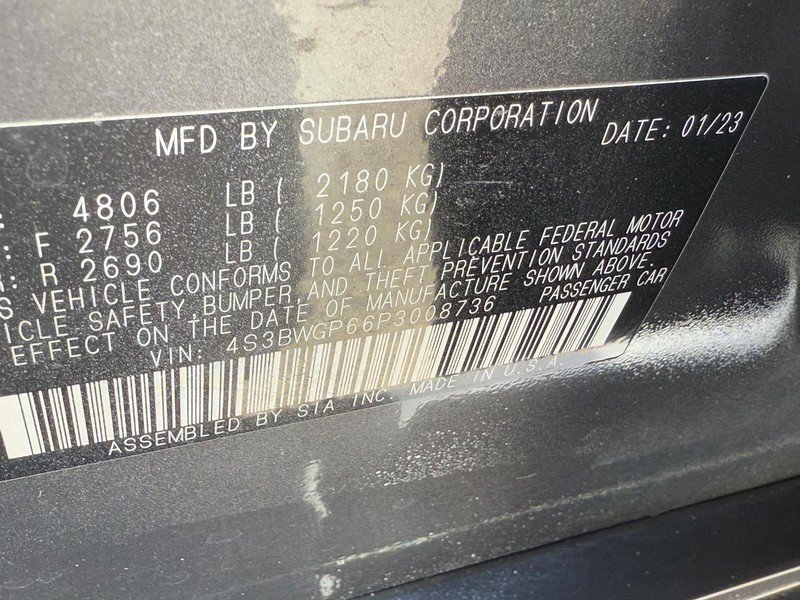 MFD BY SUBARU CORPORATION DATE: 01/23
: 4806 LB ( 2180 KG)
: F 2756 LB ( 1250 KG)
: R 2690 LB ( 1220 KG)
S VEHICLE CONFORMS TO ALL APPLICABLE FEDERAL MOTOR
ICLE SAFETY,BUMPER,AND THEFT PREVENTION STANDARDS
EFFECT ON THE DATE OF MANUFACTURE SHOWN ABOVE.
VIN: 4S3BWGP66P3008736 PASSENGER CAR
ASSEMBLED BY SIA INC. MADE IN U.S.A.